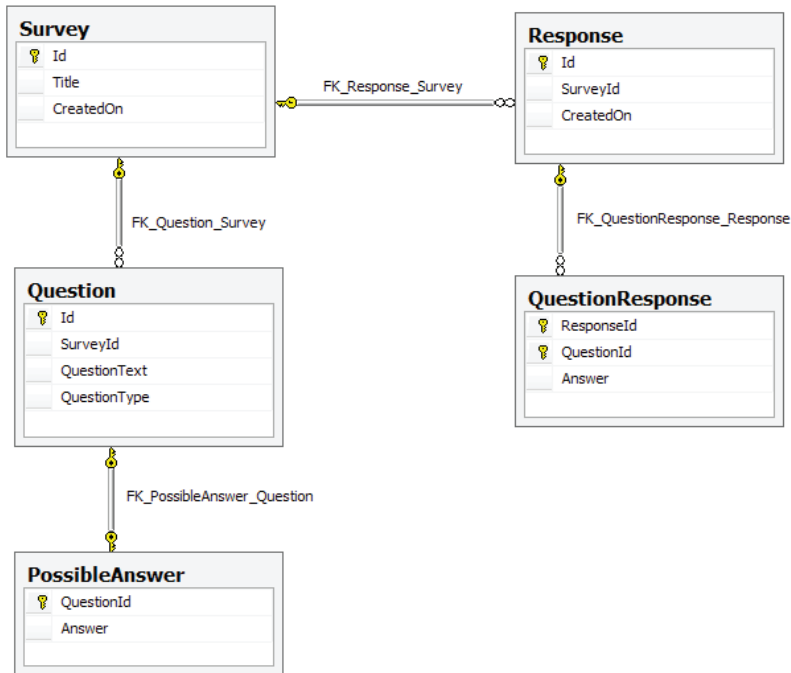 Survey
Id
Title
CreatedOn
FK_Response_Survey
Response
Id
SurveyId
CreatedOn
FK_Question_Survey
FK_QuestionResponse_Response
Question
Id
SurveyId
QuestionText
QuestionType
QuestionResponse
ResponseId
QuestionId
Answer
FK_PossibleAnswer_Question
PossibleAnswer
QuestionId
Answer